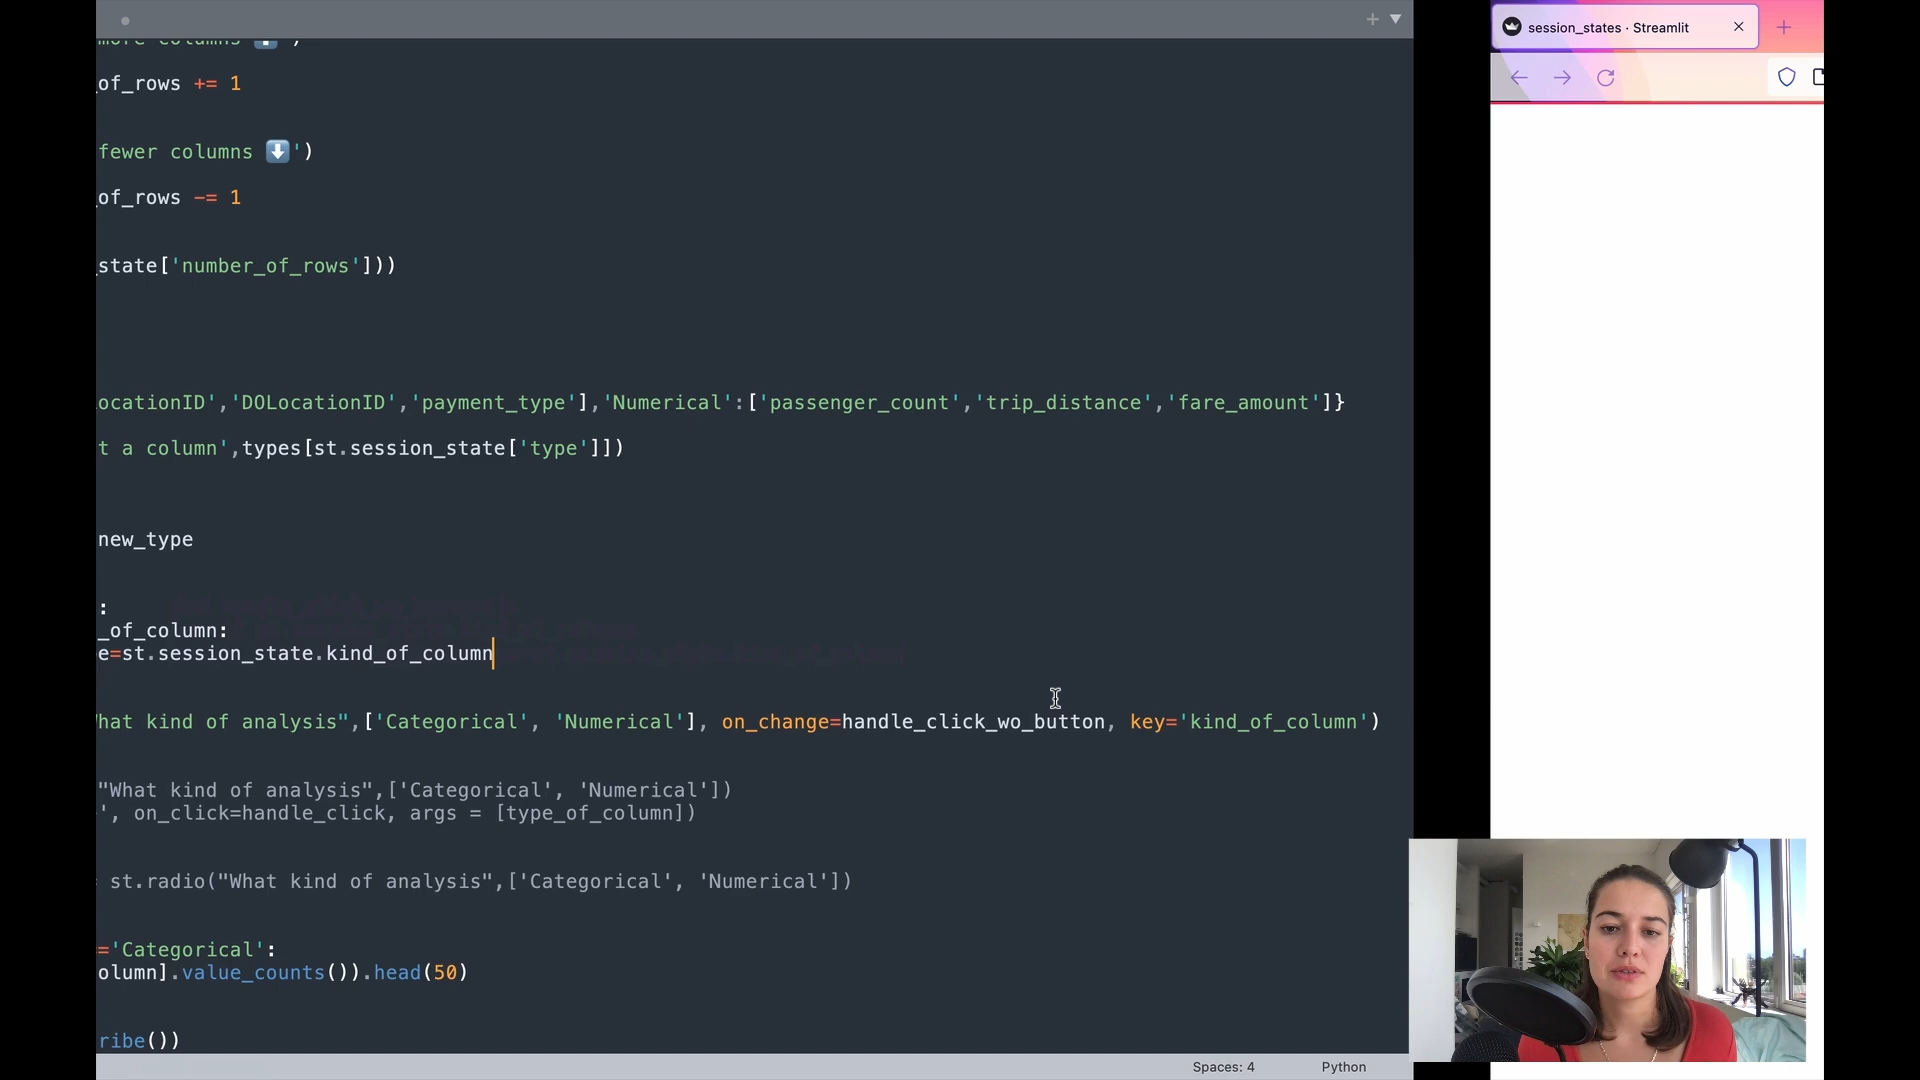 more columns ⬆️')
of_rows += 1
fewer columns ⬇️')
of_rows -= 1
_state['number_of_rows']))
ocationID','DOLocationID','payment_type'],'Numerical':['passenger_count','trip_distance','fare_amount']}
t a column',types[st.session_state['type']])
new_type
:
_of_column:
e=st.session_state.kind_of_column
hat kind of analysis",['Categorical', 'Numerical'], on_change=handle_click_wo_button, key='kind_of_column')
"What kind of analysis",['Categorical', 'Numerical'])
', on_click=handle_click, args = [type_of_column])
= st.radio("What kind of analysis",['Categorical', 'Numerical'])
='Categorical':
olumn].value_counts()).head(50)
ribe())
Spaces: 4 Python
session_states · Streamlit